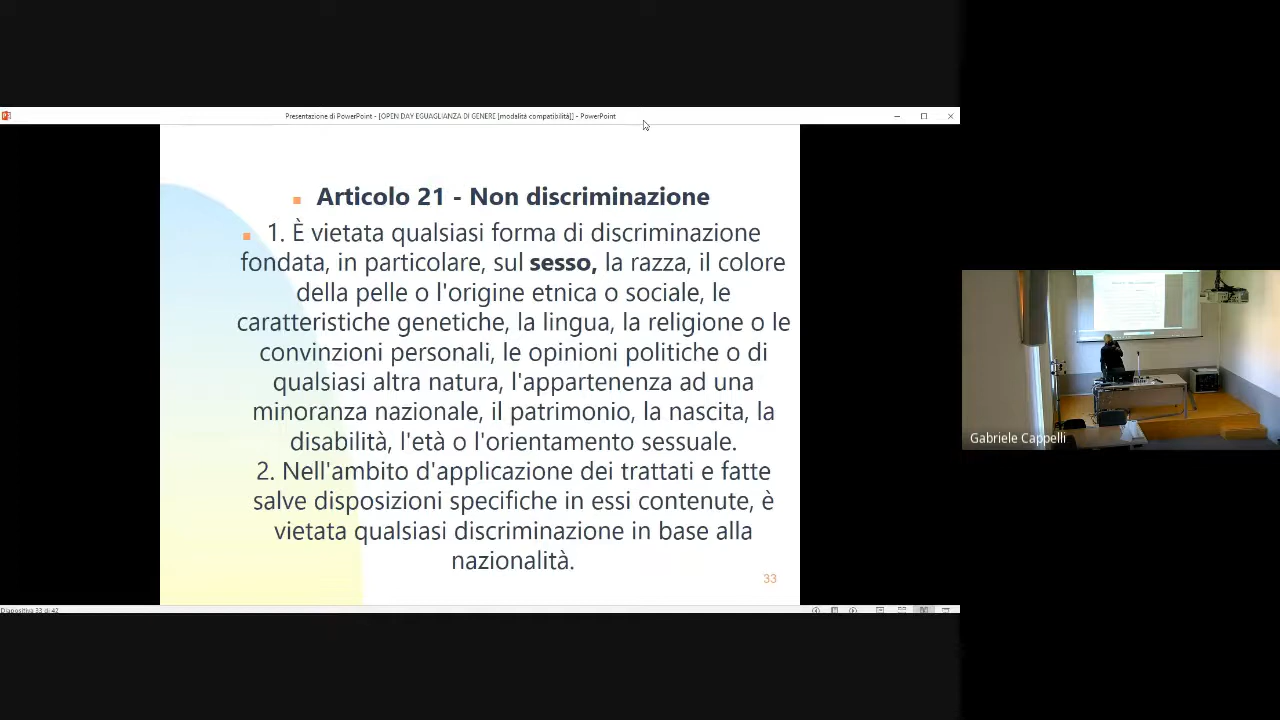 Presentazione di PowerPoint - [OPEN DAY EGUAGLIANZA DI GENERE [modalità compatibilità]] - PowerPoint
Articolo 21 - Non discriminazione
1. È vietata qualsiasi forma di discriminazione
fondata, in particolare, sul sesso, la razza, il colore
della pelle o l'origine etnica o sociale, le
caratteristiche genetiche, la lingua, la religione o le
convinzioni personali, le opinioni politiche o di
qualsiasi altra natura, l'appartenenza ad una
minoranza nazionale, il patrimonio, la nascita, la
disabilità, l'età o l'orientamento sessuale.
2. Nell'ambito d'applicazione dei trattati e fatte
salve disposizioni specifiche in essi contenute, è
vietata qualsiasi discriminazione in base alla
nazionalità.
33
Diapositiva 33 di 42
Gabriele Cappelli